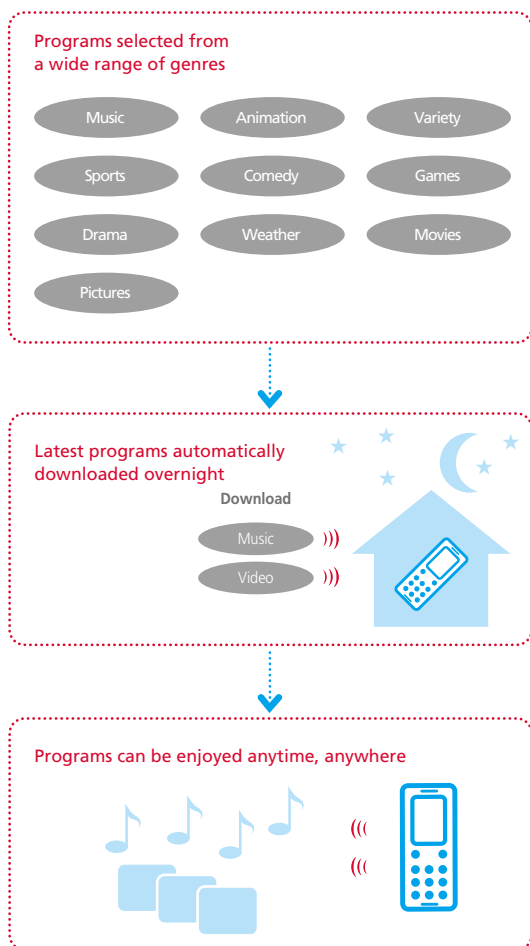 Programs selected from
a wide range of genres
Music Animation Variety
Sports Comedy Games
Drama Weather Movies
Pictures
Latest programs automatically
downloaded overnight
Download
Music
Video
Programs can be enjoyed anytime, anywhere